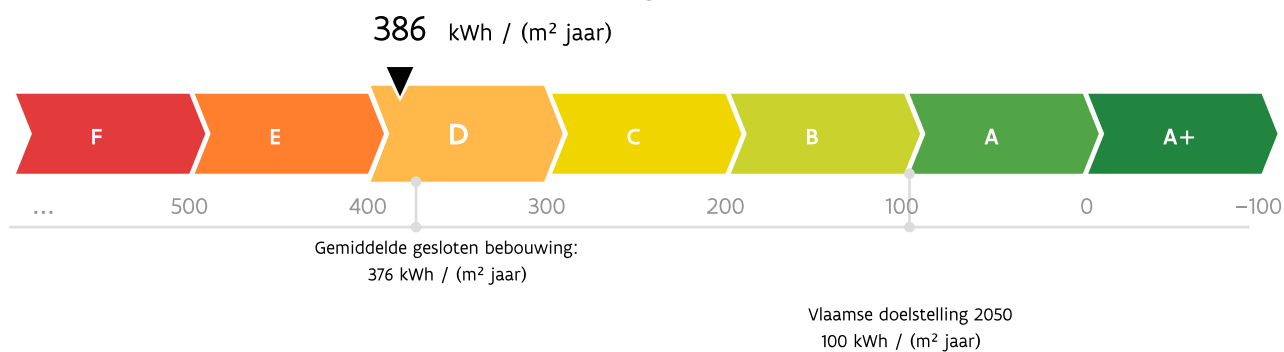 386 kWh / (m² jaar)
F E D C B A A+
... 500 400 300 200 100 0 −100
Gemiddelde gesloten bebouwing:
376 kWh / (m² jaar)
Vlaamse doelstelling 2050
100 kWh / (m² jaar)